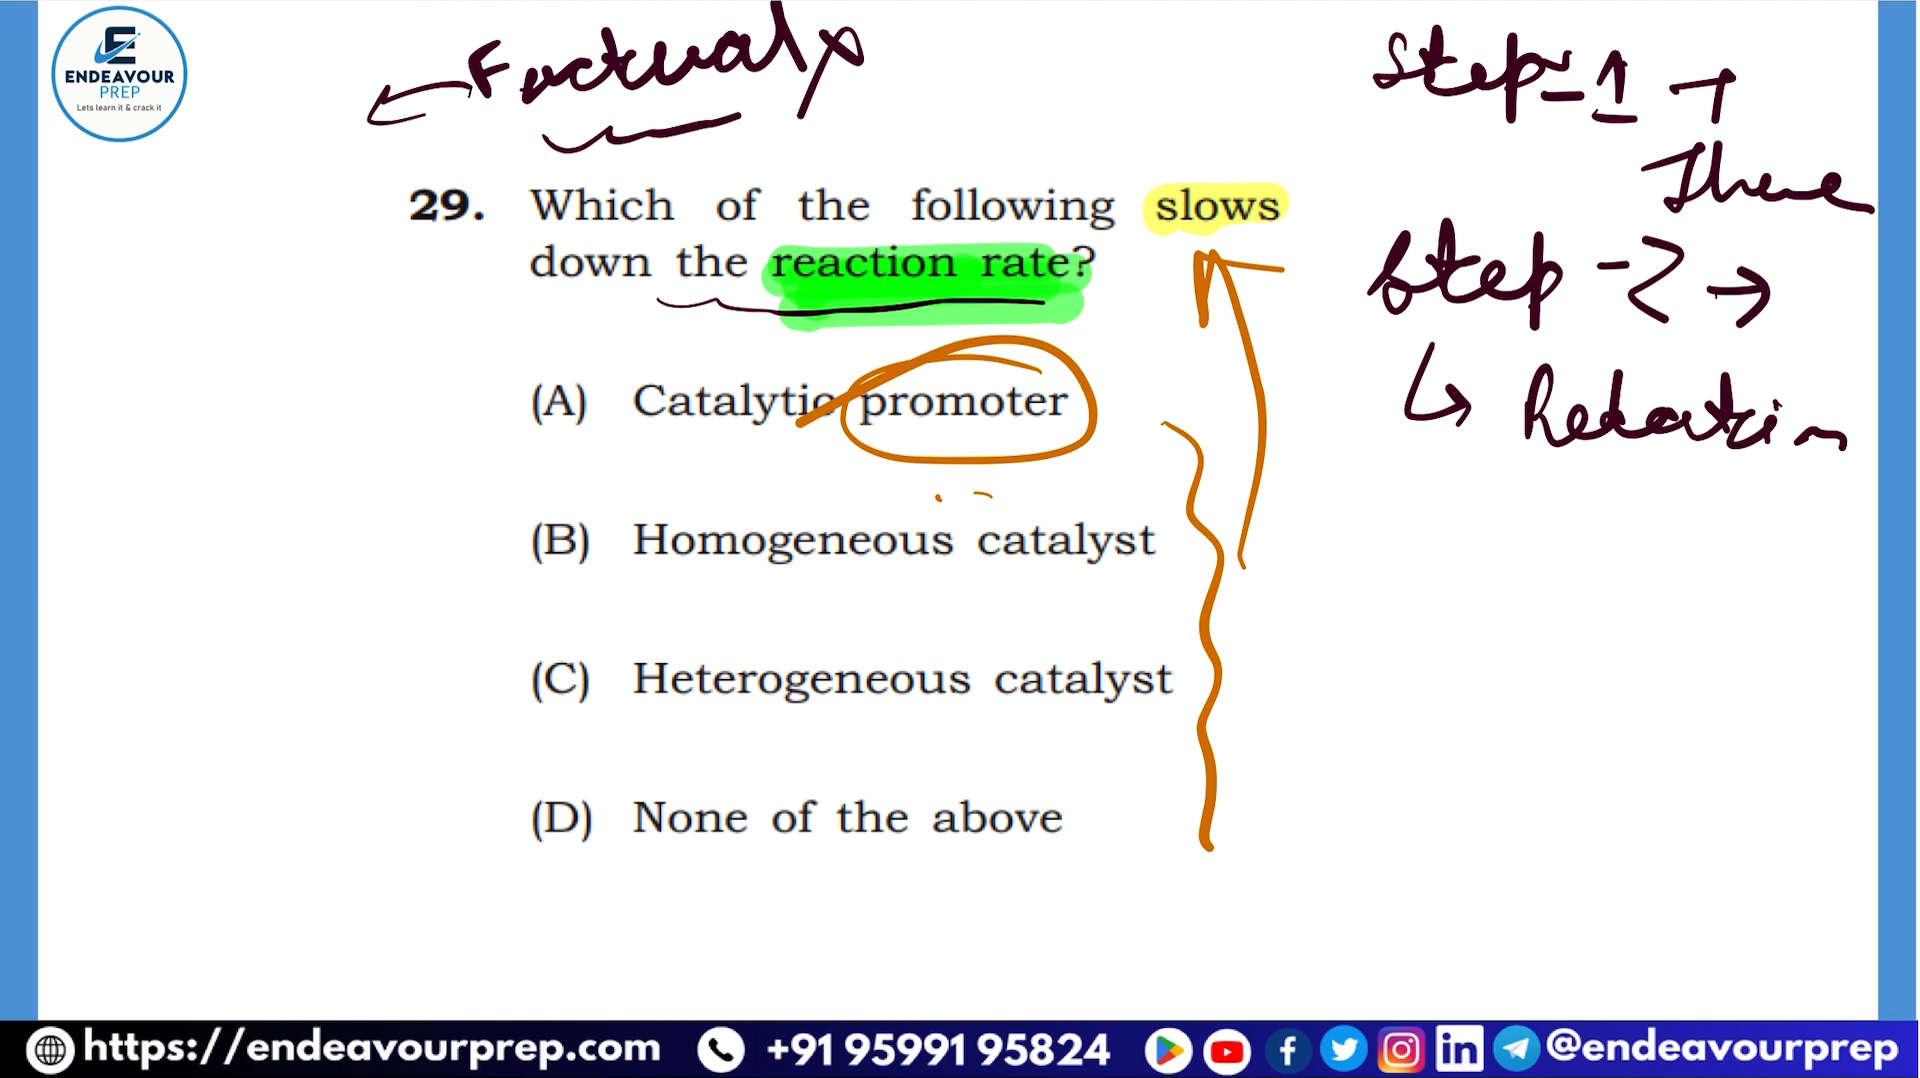 ENDEAVOUR
PREP
Lets learn it & crack it
Factual
Step-1 →
Theme
29. Which of the following slows
down the reaction rate?
Step-2 →
Relation
(A) Catalytic promoter
(B) Homogeneous catalyst
(C) Heterogeneous catalyst
(D) None of the above
https://endeavourprep.com +91 95991 95824 @endeavourprep